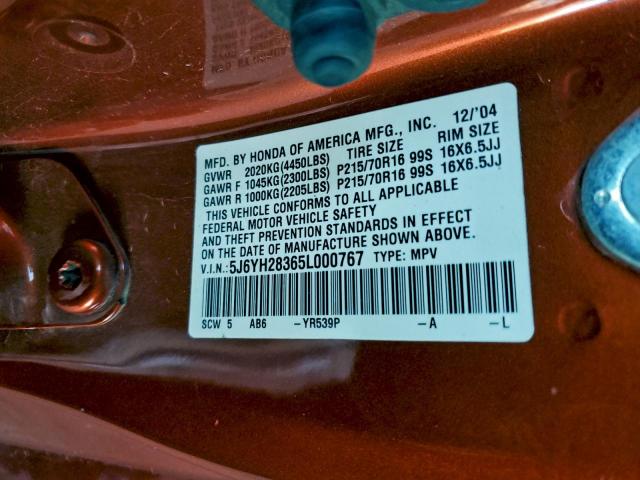 MFD. BY HONDA OF AMERICA MFG., INC. 12/'04
GVWR 2020KG(4450LBS) TIRE SIZE RIM SIZE
GAWR F 1045KG(2300LBS) P215/70R16 99S 16X6.5JJ
GAWR R 1000KG(2205LBS) P215/70R16 99S 16X6.5JJ
THIS VEHICLE CONFORMS TO ALL APPLICABLE
FEDERAL MOTOR VEHICLE SAFETY
AND THEFT PREVENTION STANDARDS IN EFFECT
ON THE DATE OF MANUFACTURE SHOWN ABOVE.
V.I.N.:5J6YH28365L000767 TYPE: MPV
SCW 5 AB6 -YR539P -A -L